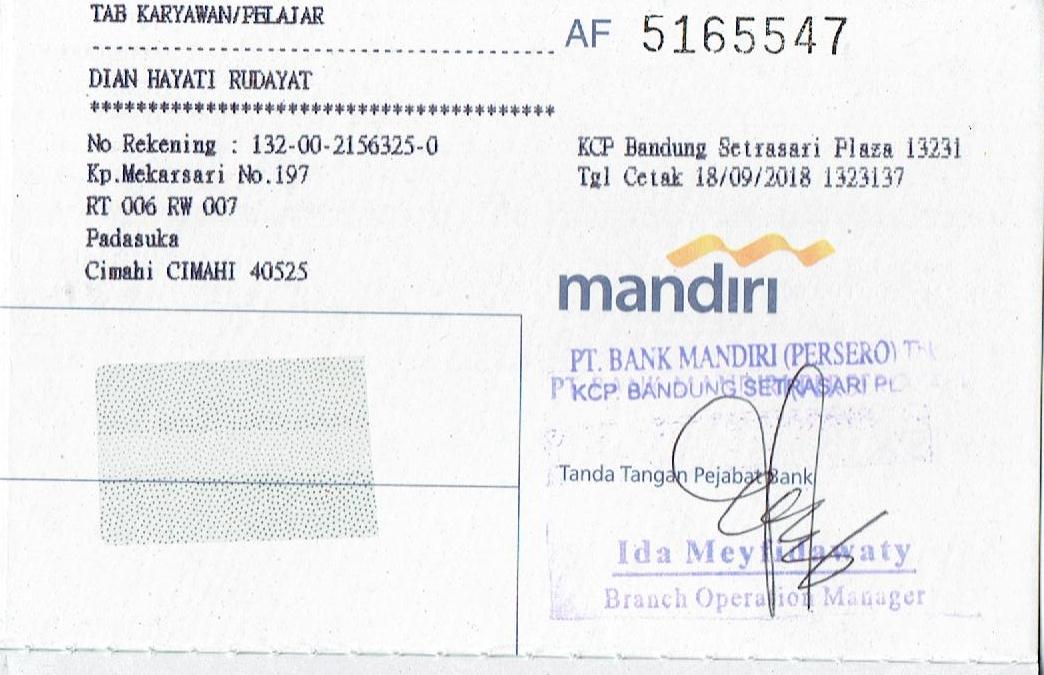 TAB KARYAWAN/PELAJAR
AF 5165547
DIAN HAYATI RUDAYAT
****************************************
No Rekening : 132-00-2156325-0
Kp.Mekarsari No.197
RT 006 RW 007
Padasuka
Cimahi CIMAHI 40525
KCP Bandung Setrasari Plaza 13231
Tgl Cetak 18/09/2018 1323137
mandiri
PT. BANK MANDIRI (PERSERO)
KCP. BANDUNG SETRASARI PL
Tanda Tangan Pejabat Bank
Ida Meyfidawaty
Branch Operation Manager